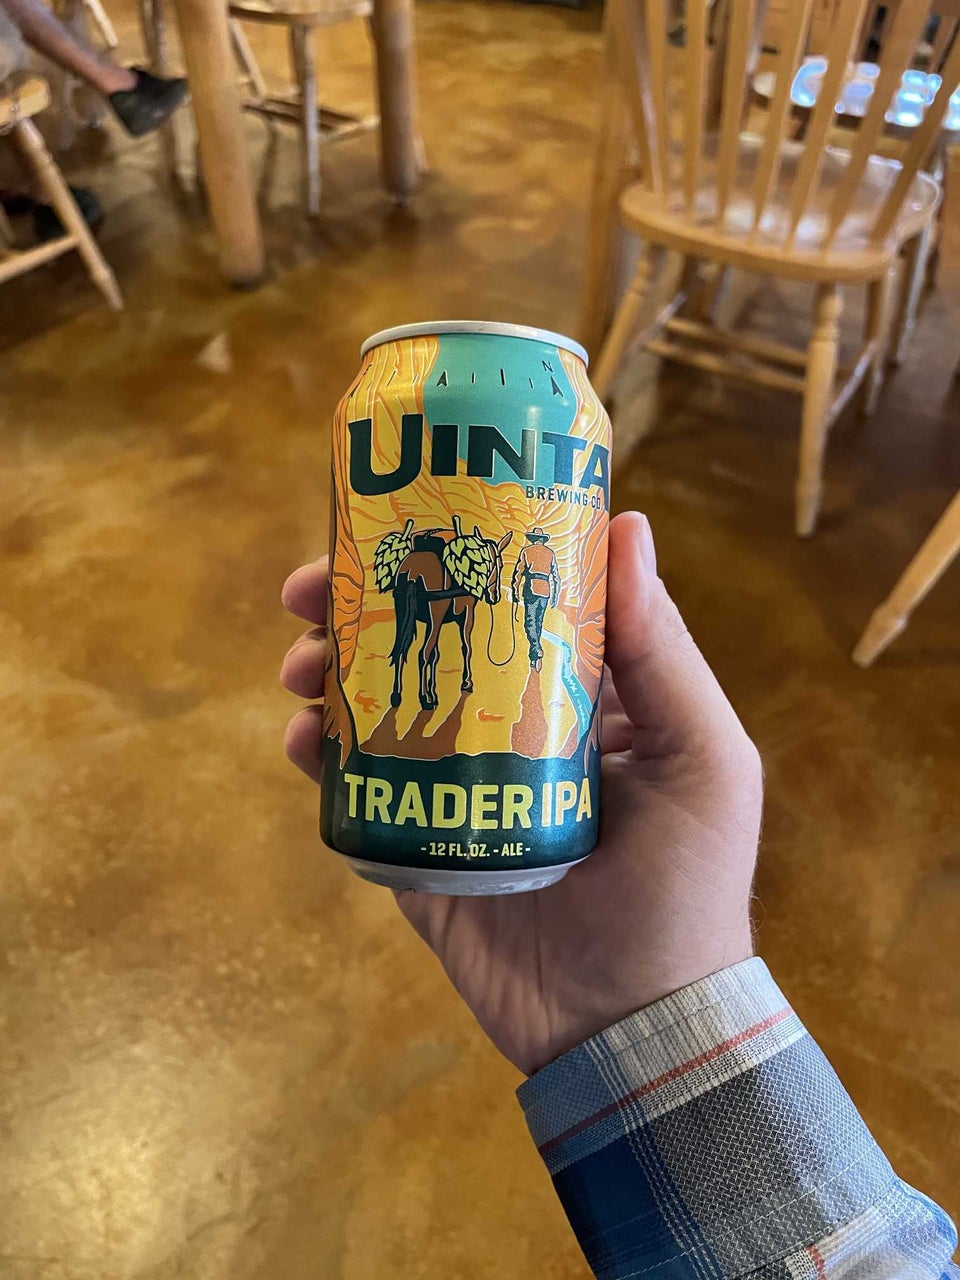 N
UINTA
BREWING CO
TRADER IPA
- 12 FL. OZ. - ALE -